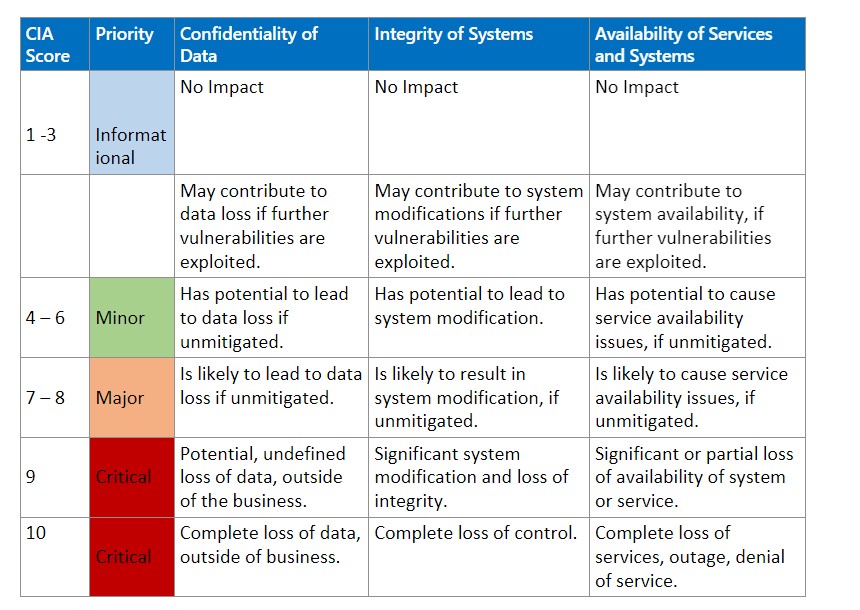 CIA Score | Priority | Confidentiality of Data | Integrity of Systems | Availability of Services and Systems
1 -3 | Informational | No Impact | No Impact | No Impact
May contribute to data loss if further vulnerabilities are exploited. | May contribute to system modifications if further vulnerabilities are exploited. | May contribute to system availability, if further vulnerabilities are exploited.
4 – 6 | Minor | Has potential to lead to data loss if unmitigated. | Has potential to lead to system modification. | Has potential to cause service availability issues, if unmitigated.
7 – 8 | Major | Is likely to lead to data loss if unmitigated. | Is likely to result in system modification, if unmitigated. | Is likely to cause service availability issues, if unmitigated.
9 | Critical | Potential, undefined loss of data, outside of the business. | Significant system modification and loss of integrity. | Significant or partial loss of availability of system or service.
10 | Critical | Complete loss of data, outside of business. | Complete loss of control. | Complete loss of services, outage, denial of service.